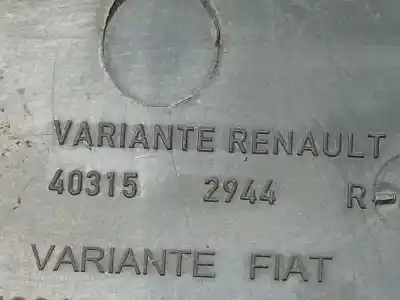 VARIANTE RENAULT
40315 2944 R
VARIANTE FIAT